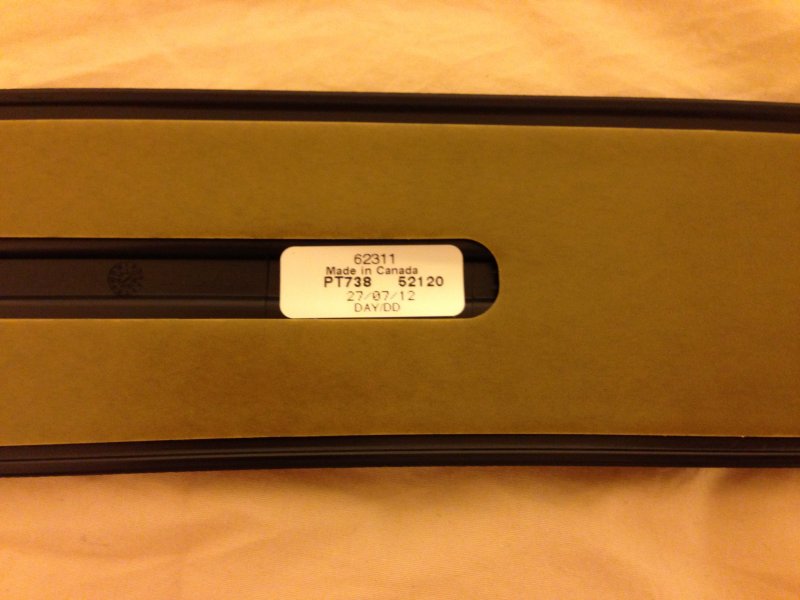 62311
Made in Canada
PT738 52120
27/07/12
DAY/DD